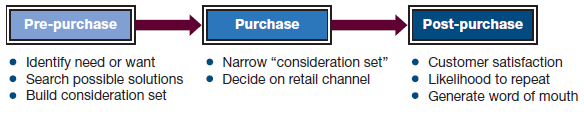 Pre-purchase
Purchase
Post-purchase
• Identify need or want
• Search possible solutions
• Build consideration set
• Narrow “consideration set”
• Decide on retail channel
• Customer satisfaction
• Likelihood to repeat
• Generate word of mouth